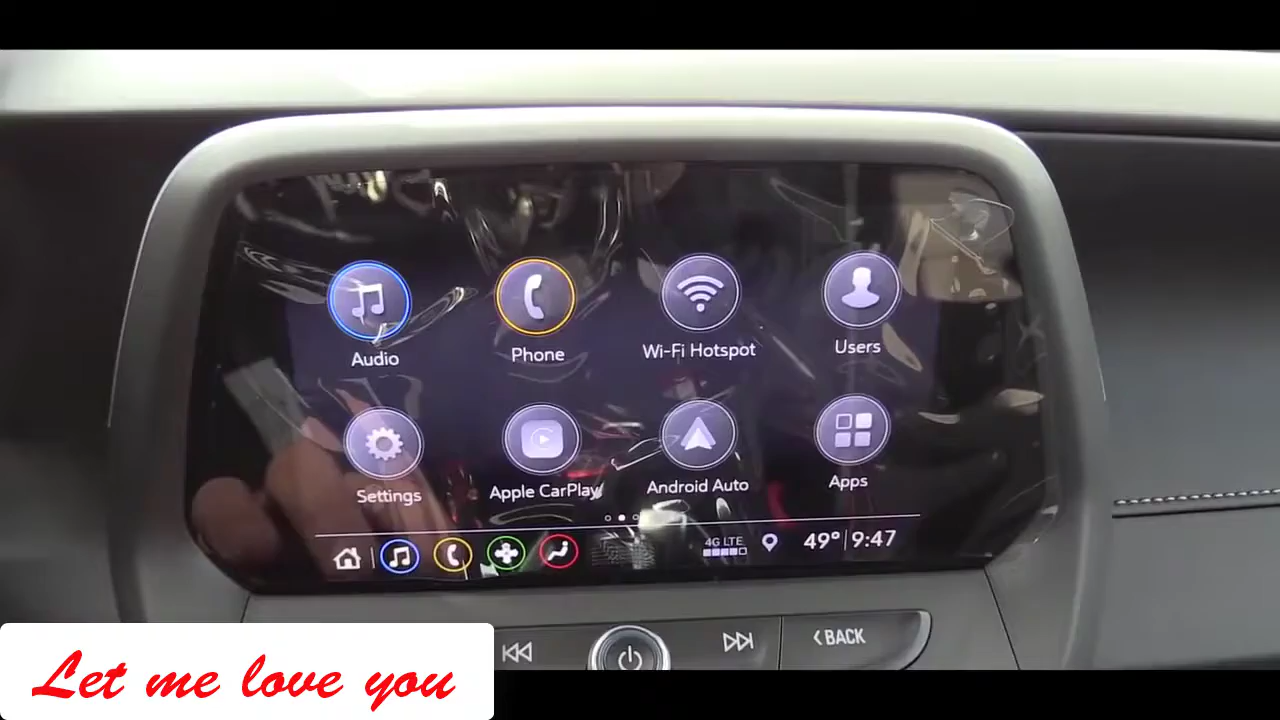 Audio
Phone
Wi-Fi Hotspot
Users
Settings
Apple CarPlay
Android Auto
Apps
4G LTE
49° 9:47
BACK
Let me love you